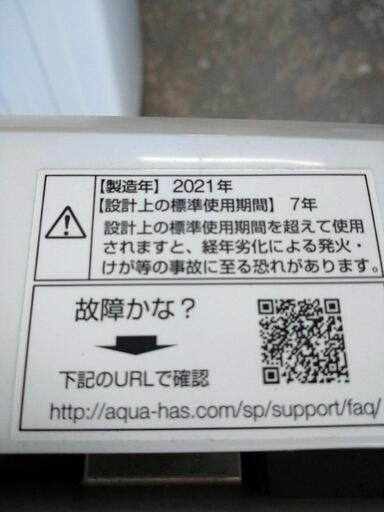 【製造年】 2021年
【設計上の標準使用期間】 7年
設計上の標準使用期間を超えて使用
されますと、経年劣化による発火・
けが等の事故に至る恐れがあります。
故障かな？
下記のURLで確認
http://aqua-has.com/sp/support/faq/